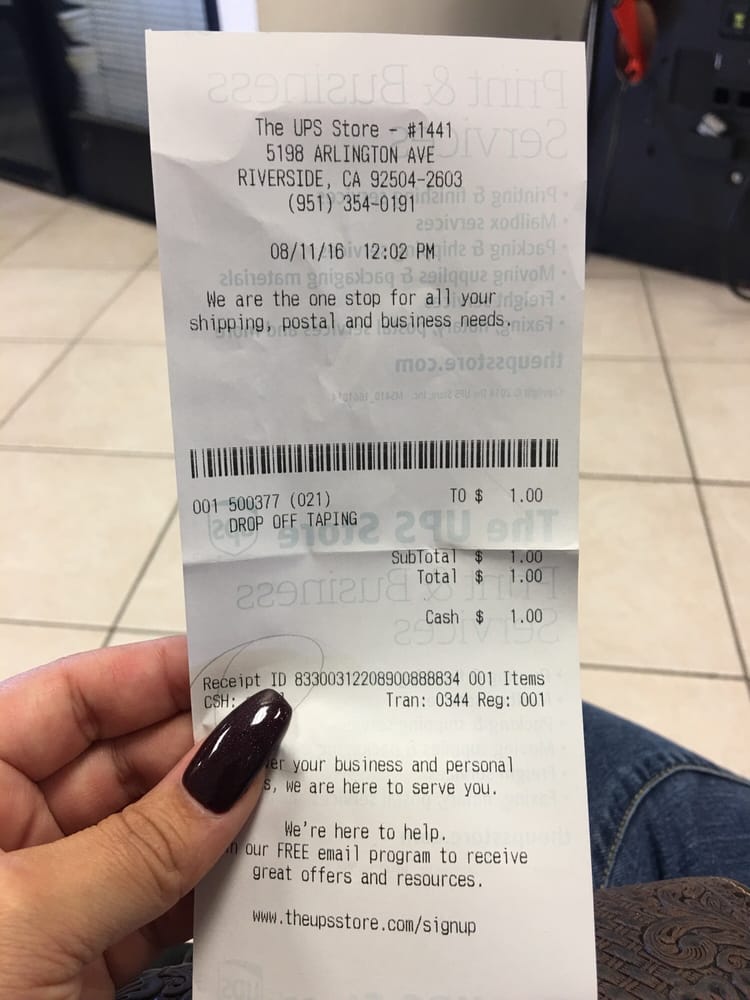 The UPS Store - #1441
5198 ARLINGTON AVE
RIVERSIDE, CA 92504-2603
(951) 354-0191
08/11/16 12:02 PM
We are the one stop for all your
shipping, postal and business needs.
001 500377 (021) TO $ 1.00
DROP OFF TAPING
SubTotal $ 1.00
Total $ 1.00
Cash $ 1.00
Receipt ID 83300312208900888834 001 Items
CSH: Tran: 0344 Reg: 001
your business and personal
we are here to serve you.
We're here to help.
our FREE email program to receive
great offers and resources.
www.theupsstore.com/signup